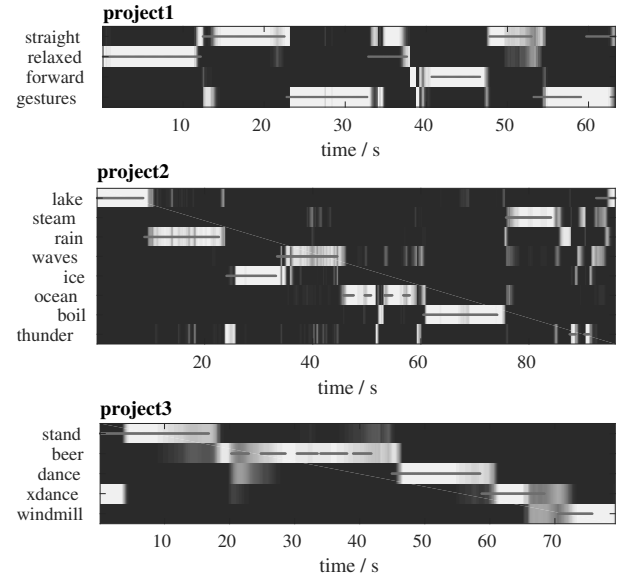 project1
straight
relaxed
forward
gestures
10 20 30 40 50 60
time / s
project2
lake
steam
rain
waves
ice
ocean
boil
thunder
20 40 60 80
time / s
project3
stand
beer
dance
xdance
windmill
10 20 30 40 50 60 70
time / s